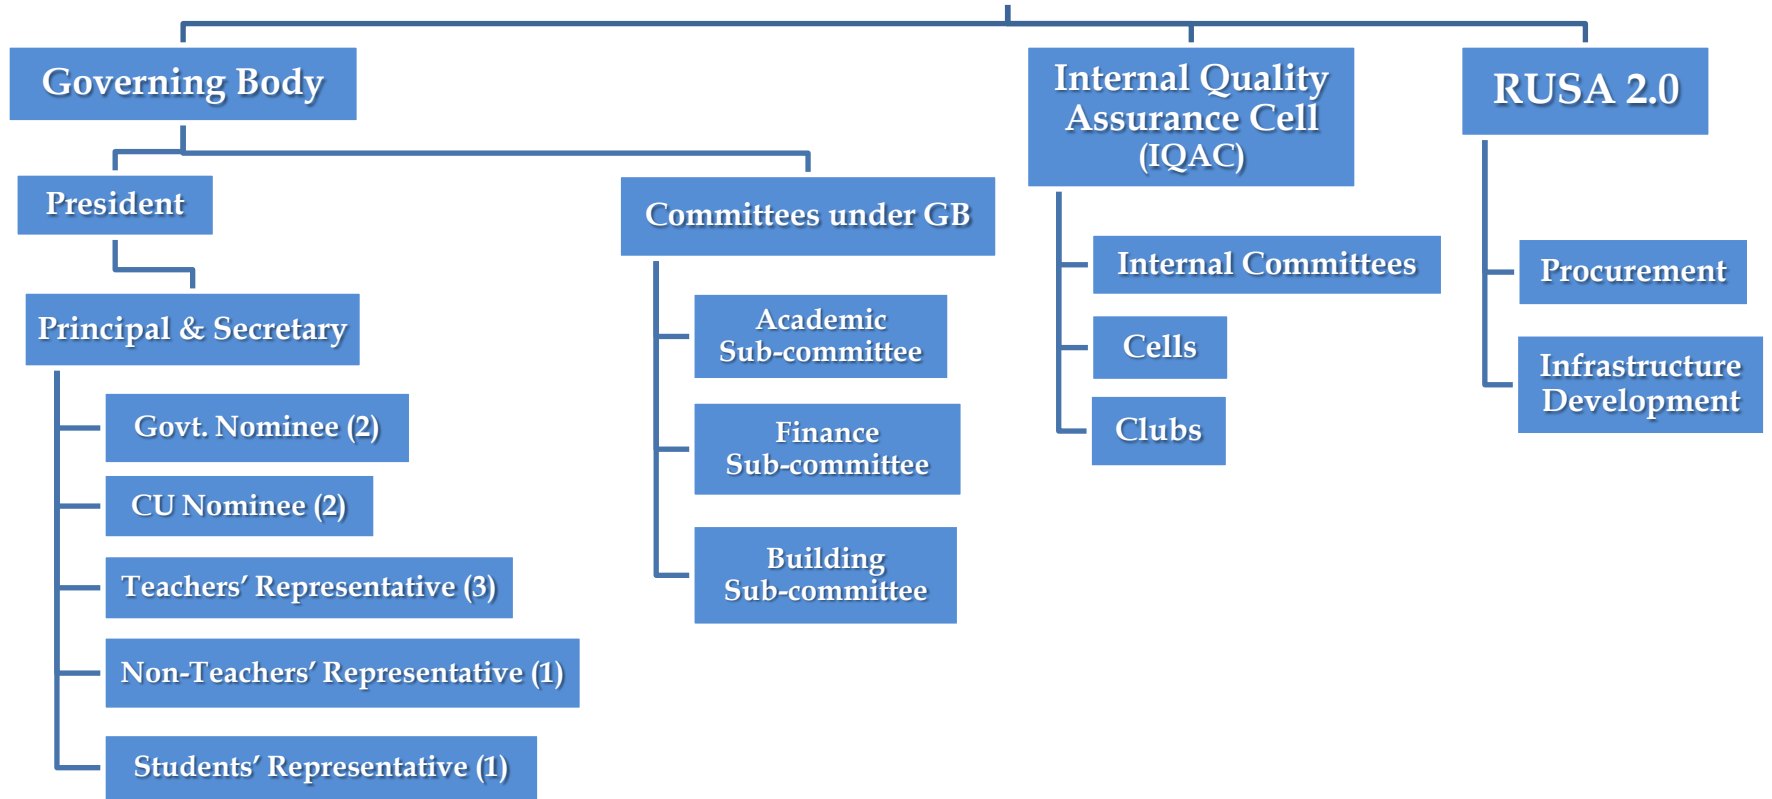 Governing Body
President
Principal & Secretary
Govt. Nominee (2)
CU Nominee (2)
Teachers’ Representative (3)
Non-Teachers’ Representative (1)
Students’ Representative (1)
Committees under GB
Academic
Sub-committee
Finance
Sub-committee
Building
Sub-committee
Internal Quality
Assurance Cell
(IQAC)
Internal Committees
Cells
Clubs
RUSA 2.0
Procurement
Infrastructure
Development